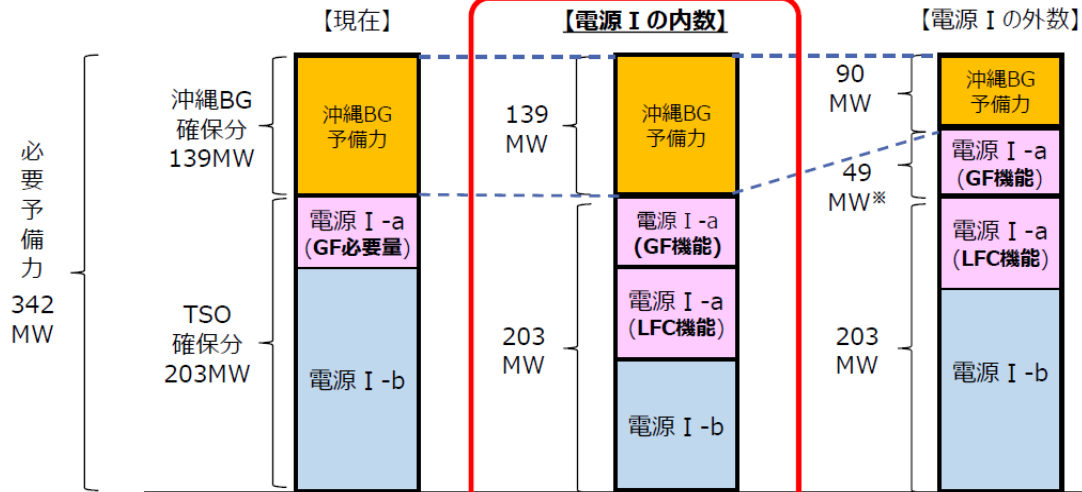 【現在】
【電源Ⅰの内数】
【電源Ⅰの外数】
必
要
予
備
力
342
MW
沖縄BG
確保分
139MW
TSO
確保分
203MW
沖縄BG
予備力
電源Ⅰ-a
(GF必要量)
電源Ⅰ-b
139
MW
203
MW
沖縄BG
予備力
電源Ⅰ-a
(GF機能)
電源Ⅰ-a
(LFC機能)
電源Ⅰ-b
90
MW
49
MW※
203
MW
沖縄BG
予備力
電源Ⅰ-a
(GF機能)
電源Ⅰ-a
(LFC機能)
電源Ⅰ-b